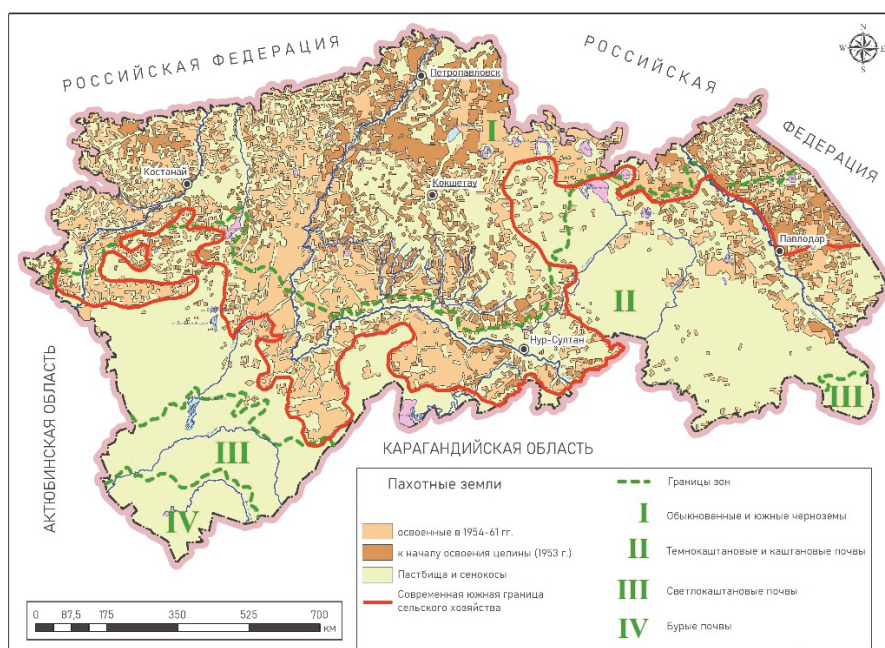 РОССИЙСКАЯ ФЕДЕРАЦИЯ
РОССИЙСКАЯ
ФЕДЕРАЦИЯ
N
W E
S
Петропавловск
I
Костанай
Кокшетау
Павлодар
II
Нур-Султан
III
III
IV
АКТЮБИНСКАЯ ОБЛАСТЬ
КАРАГАНДИЙСКАЯ ОБЛАСТЬ
Пахотные земли
освоенные в 1954-61 гг.
к началу освоения целины (1953 г.)
Пастбища и сенокосы
Современная южная граница
сельского хозяйства
Границы зон
I Обыкновенные и южные черноземы
II Темнокаштановые и каштановые почвы
III Светлокаштановые почвы
IV Бурые почвы
0 87,5 175 350 525 700
км